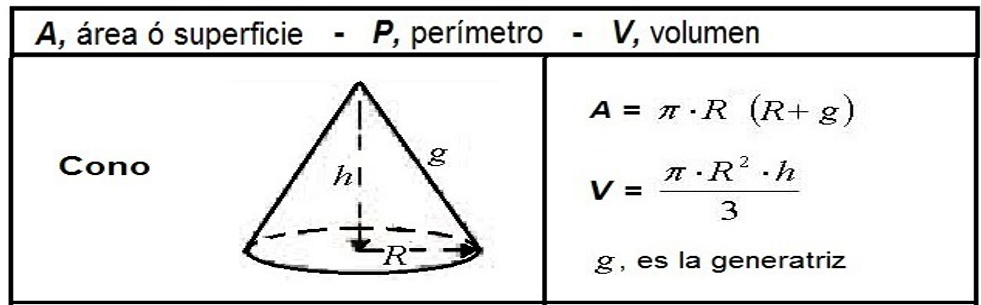 A, área ó superficie - P, perímetro - V, volumen
Cono
h
g
R
A = π · R (R + g)
V = π · R² · h / 3
g, es la generatriz